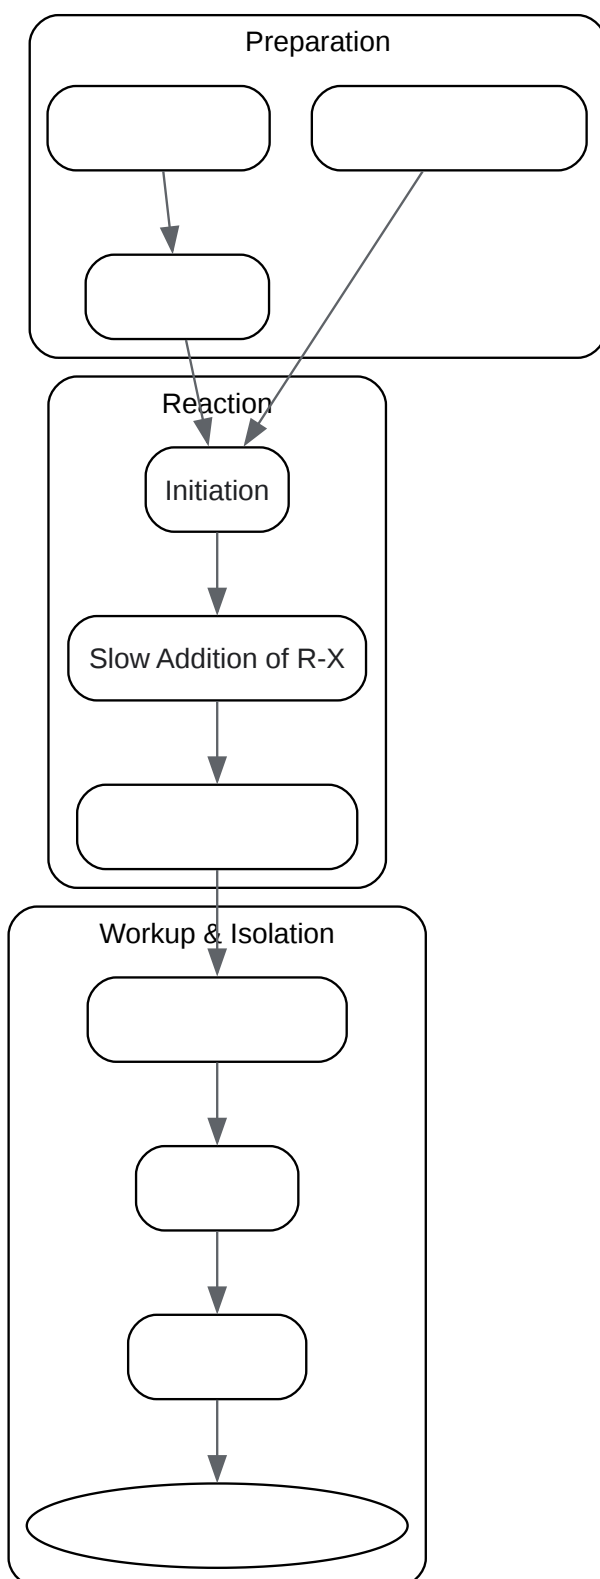 Preparation
Reaction
Initiation
Slow Addition of R-X
Workup & Isolation